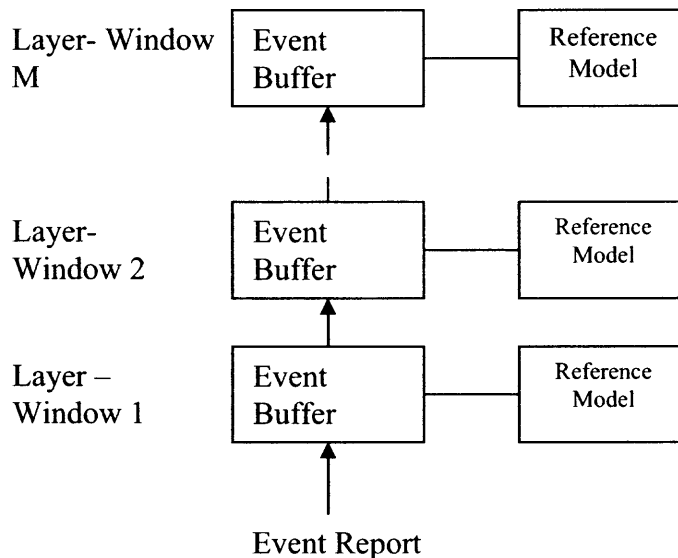 Layer- Window
M
Event
Buffer
Reference
Model
Layer-
Window 2
Event
Buffer
Reference
Model
Layer –
Window 1
Event
Buffer
Reference
Model
Event Report